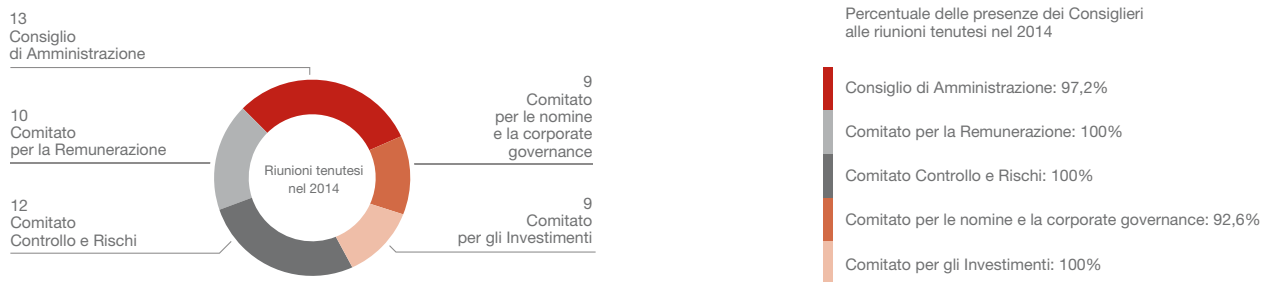 13
Consiglio
di Amministrazione
10
Comitato
per la Remunerazione
12
Comitato
Controllo e Rischi
Riunioni tenutesi
nel 2014
9
Comitato
per le nomine
e la corporate
governance
9
Comitato
per gli Investimenti
Percentuale delle presenze dei Consiglieri
alle riunioni tenutesi nel 2014
Consiglio di Amministrazione: 97,2%
Comitato per la Remunerazione: 100%
Comitato Controllo e Rischi: 100%
Comitato per le nomine e la corporate governance: 92,6%
Comitato per gli Investimenti: 100%